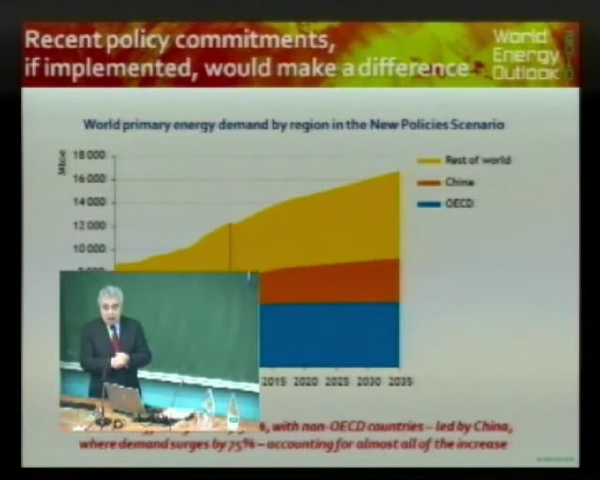 Recent policy commitments,
if implemented, would make a difference
World
Energy
Outlook
2010
World primary energy demand by region in the New Policies Scenario
Mtoe
18 000
16 000
14 000
12 000
10 000
Rest of world
China
OECD
2015 2020 2025 2030 2035
%, with non-OECD countries – led by China,
where demand surges by 75% – accounting for almost all of the increase